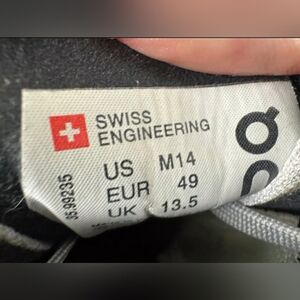 SWISS
ENGINEERING
US M14
EUR 49
UK 13.5